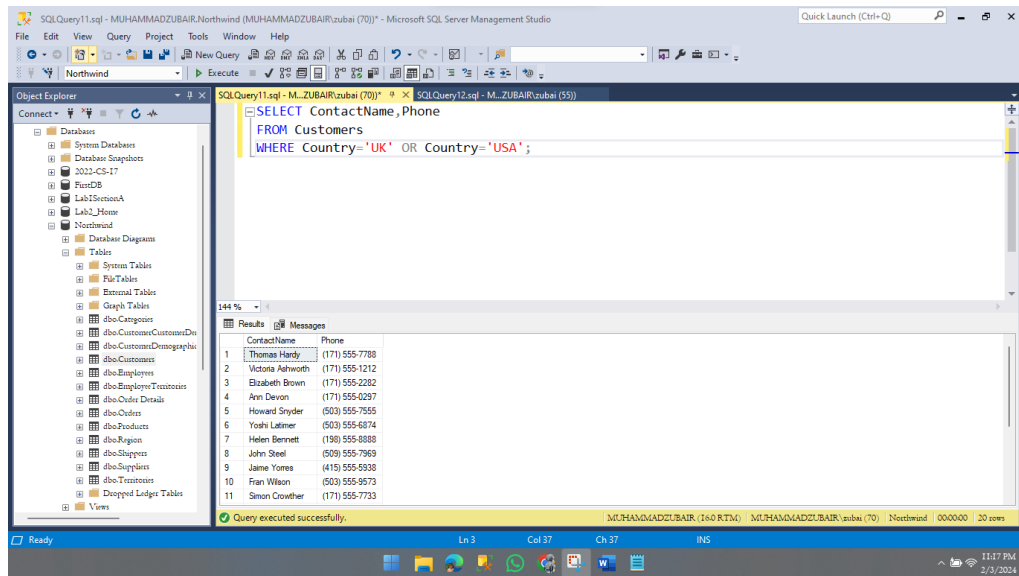 SQLQuery11.sql - MUHAMMADZUBAIR.Northwind (MUHAMMADZUBAIR\zubai (70))* - Microsoft SQL Server Management Studio
Quick Launch (Ctrl+Q)
File Edit View Query Project Tools Window Help
New Query
Northwind Execute
Object Explorer
SQLQuery11.sql - M...ZUBAIR\zubai (70))* SQLQuery12.sql - M...ZUBAIR\zubai (55))
Connect
Databases
System Databases
Database Snapshots
2022-CS-17
FirstDB
Lab1SectionA
Lab2_Home
Northwind
Database Diagrams
Tables
System Tables
FileTables
External Tables
Graph Tables
dbo.Categories
dbo.CustomerCustomerDe
dbo.CustomerDemographic
dbo.Customers
dbo.Employees
dbo.EmployeeTerritories
dbo.Order Details
dbo.Orders
dbo.Products
dbo.Region
dbo.Shippers
dbo.Suppliers
dbo.Territories
Dropped Ledger Tables
Views
SELECT ContactName,Phone
FROM Customers
WHERE Country='UK' OR Country='USA';
144 %
Results Messages
ContactName Phone
1 Thomas Hardy (171) 555-7788
2 Victoria Ashworth (171) 555-1212
3 Elizabeth Brown (171) 555-2282
4 Ann Devon (171) 555-0297
5 Howard Snyder (503) 555-7555
6 Yoshi Latimer (503) 555-6874
7 Helen Bennett (198) 555-8888
8 John Steel (509) 555-7969
9 Jaime Yorres (415) 555-5938
10 Fran Wilson (503) 555-9573
11 Simon Crowther (171) 555-7733
Query executed successfully. MUHAMMADZUBAIR (16.0 RTM) MUHAMMADZUBAIR\zubai (70) Northwind 00:00:00 20 rows
Ready Ln 3 Col 37 Ch 37 INS
11:17 PM
2/3/2024